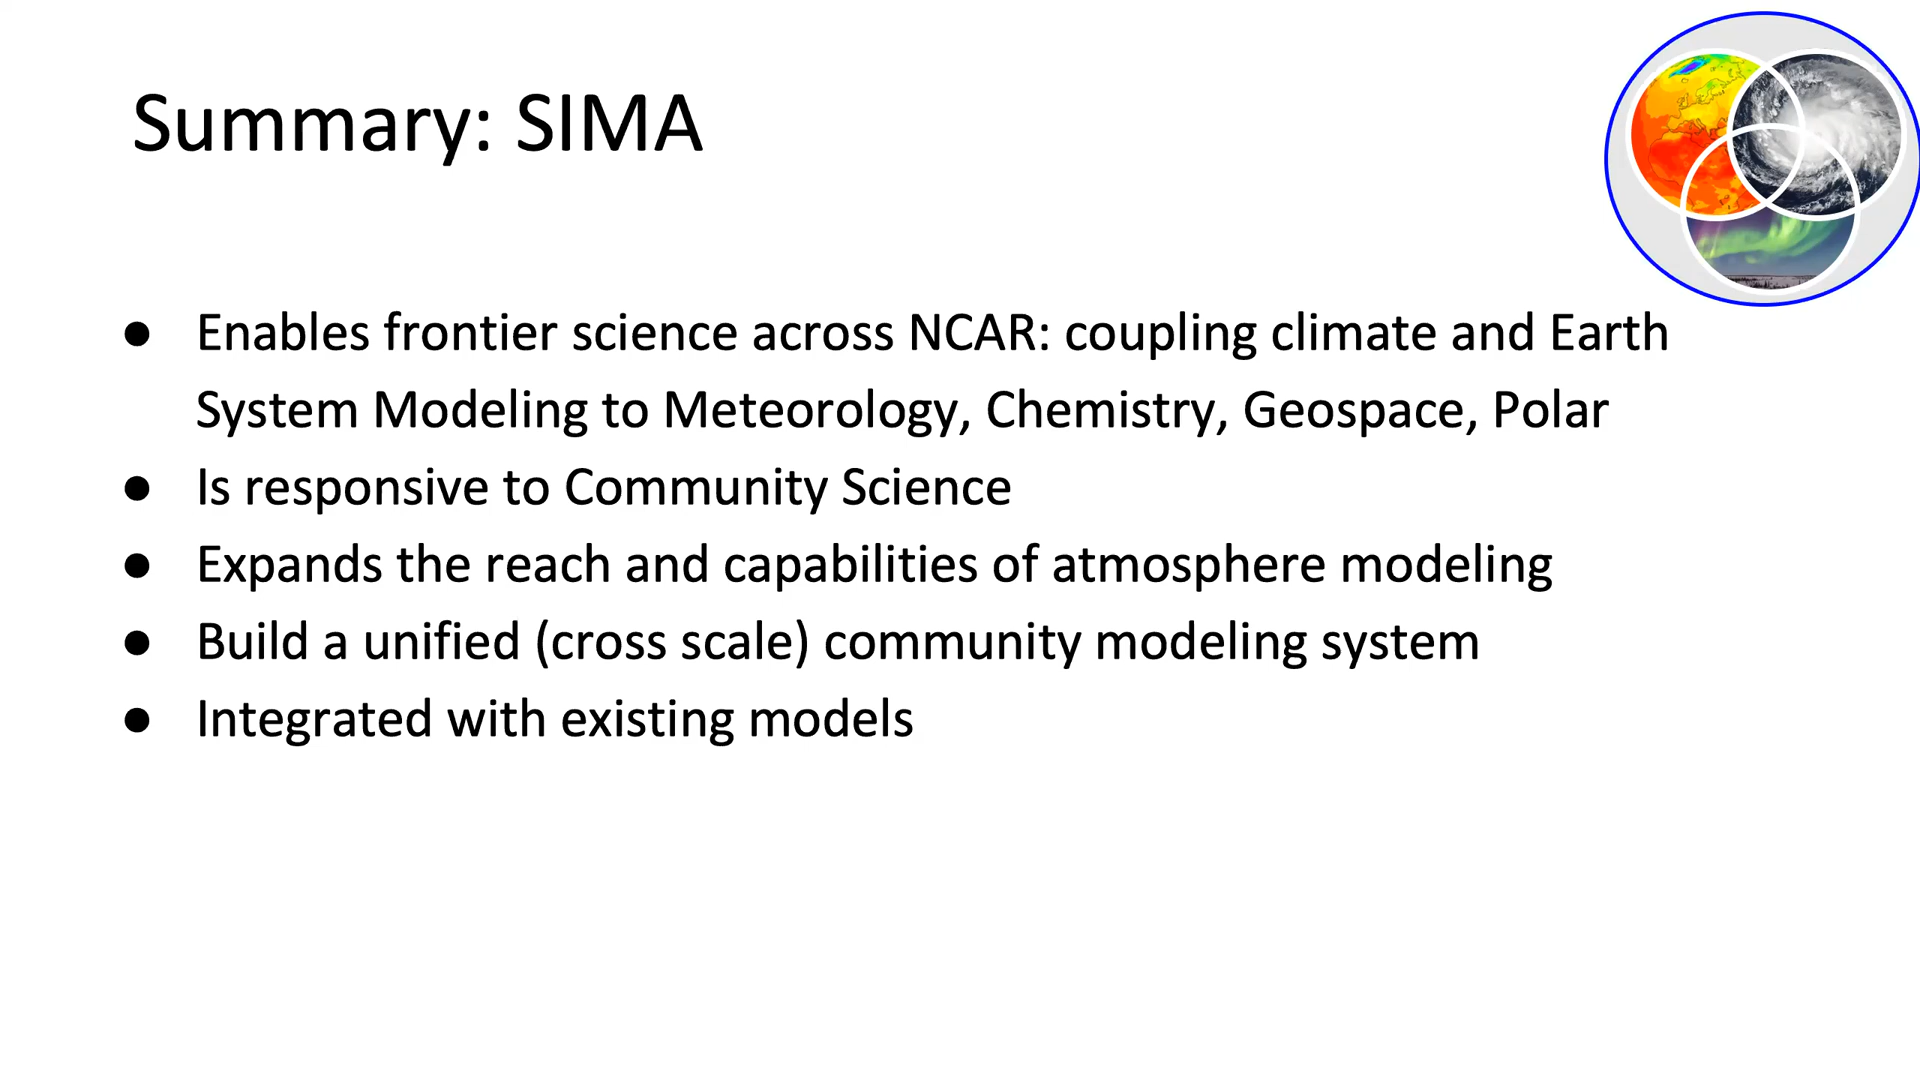 Summary: SIMA
● Enables frontier science across NCAR: coupling climate and Earth
System Modeling to Meteorology, Chemistry, Geospace, Polar
● Is responsive to Community Science
● Expands the reach and capabilities of atmosphere modeling
● Build a unified (cross scale) community modeling system
● Integrated with existing models